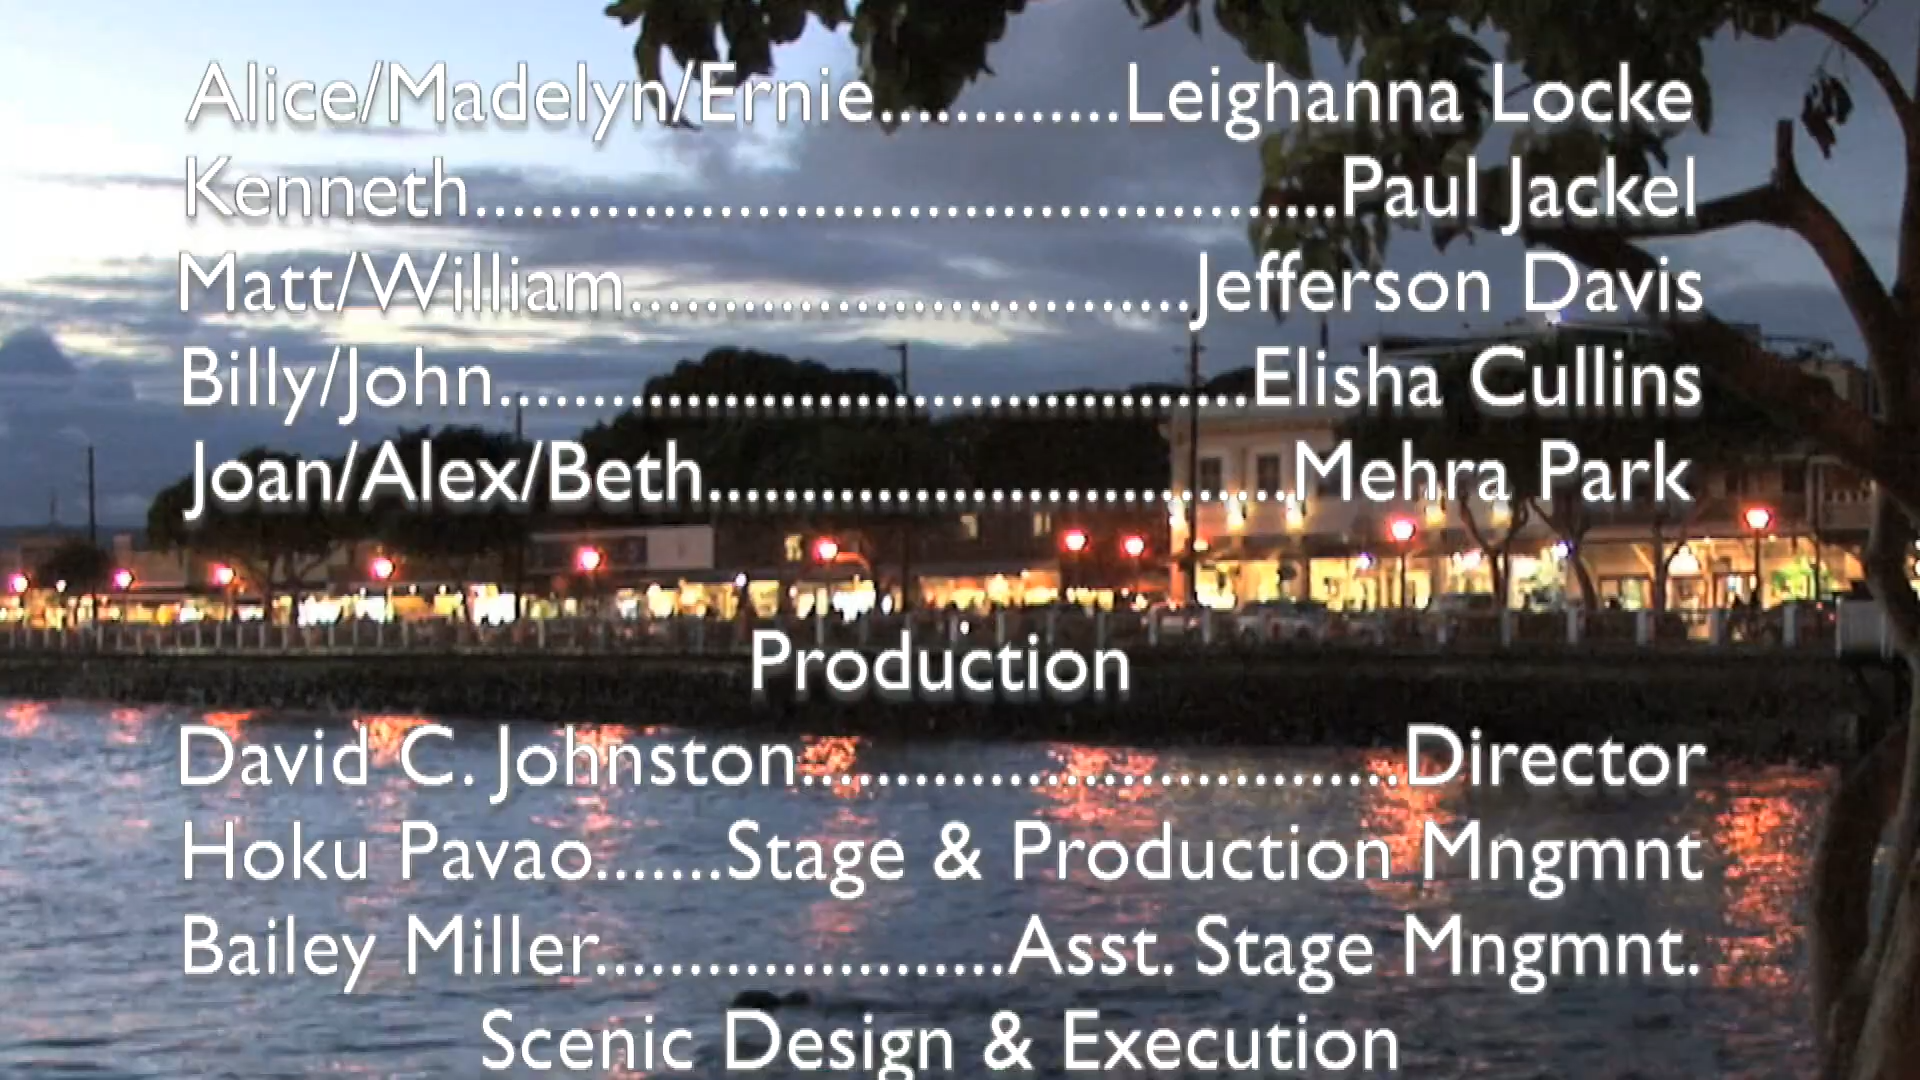 Alice/Madelyn/Ernie.............Leighanna Locke
Kenneth..............................................Paul Jackel
Matt/William..............................Jefferson Davis
Billy/John........................................Elisha Cullins
Joan/Alex/Beth...............................Mehra Park
Production
David C. Johnston................................Director
Hoku Pavao.......Stage & Production Mngmnt
Bailey Miller......................Asst. Stage Mngmnt.
Scenic Design & Execution